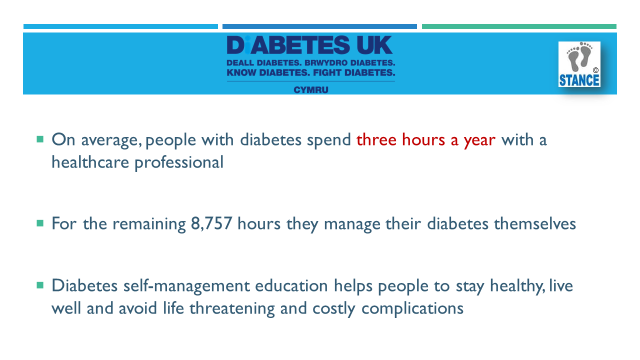 DiABETES UK
DEALL DIABETES. BRWYDRO DIABETES.
KNOW DIABETES. FIGHT DIABETES.
CYMRU
STANCE
On average, people with diabetes spend three hours a year with a
healthcare professional
For the remaining 8,757 hours they manage their diabetes themselves
Diabetes self-management education helps people to stay healthy, live
well and avoid life threatening and costly complications